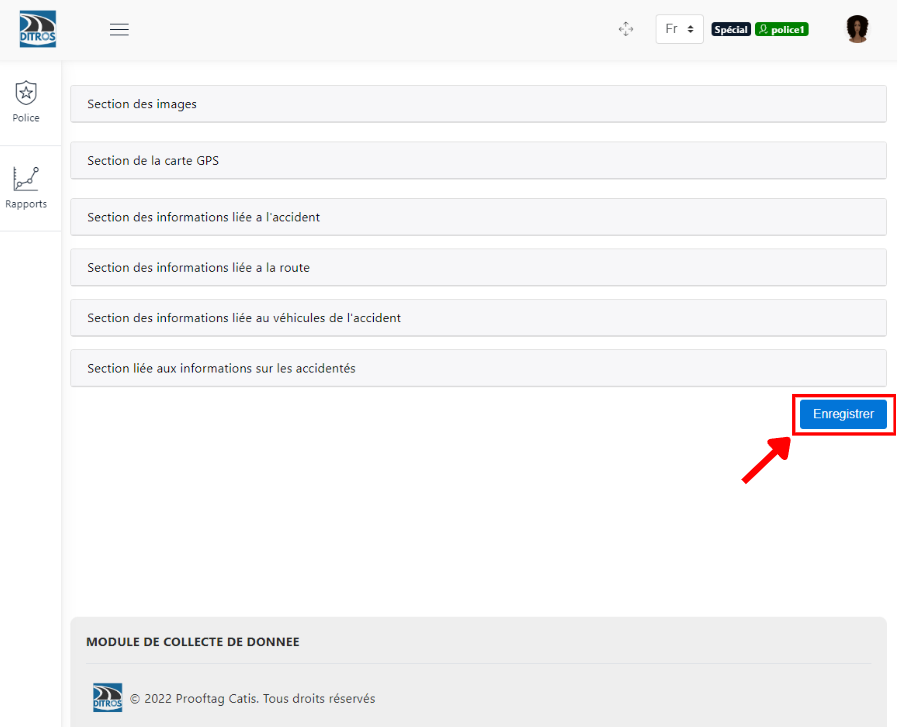 DITROS
Fr
Spécial
police1
Police
Rapports
Section des images
Section de la carte GPS
Section des informations liée a l'accident
Section des informations liée a la route
Section des informations liée au véhicules de l'accident
Section liée aux informations sur les accidentés
Enregistrer
MODULE DE COLLECTE DE DONNEE
DITROS
© 2022 Prooftag Catis. Tous droits réservés